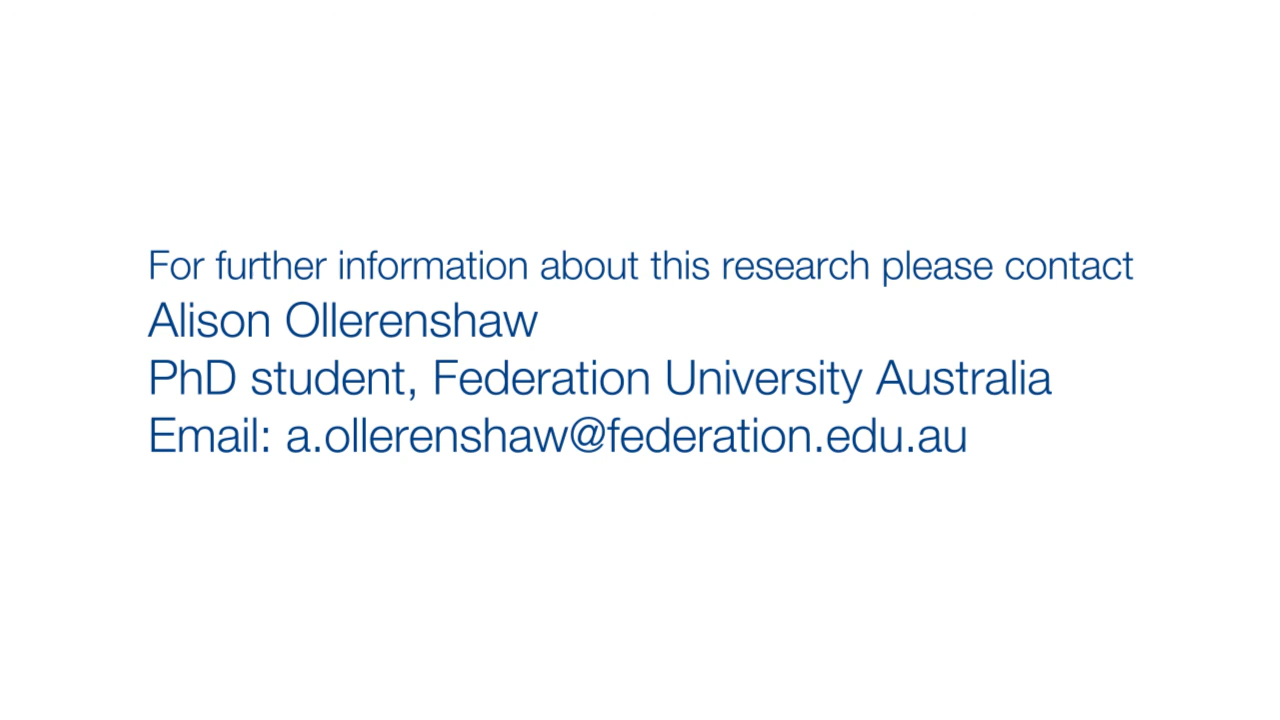 For further information about this research please contact
Alison Ollerenshaw
PhD student, Federation University Australia
Email: a.ollerenshaw@federation.edu.au